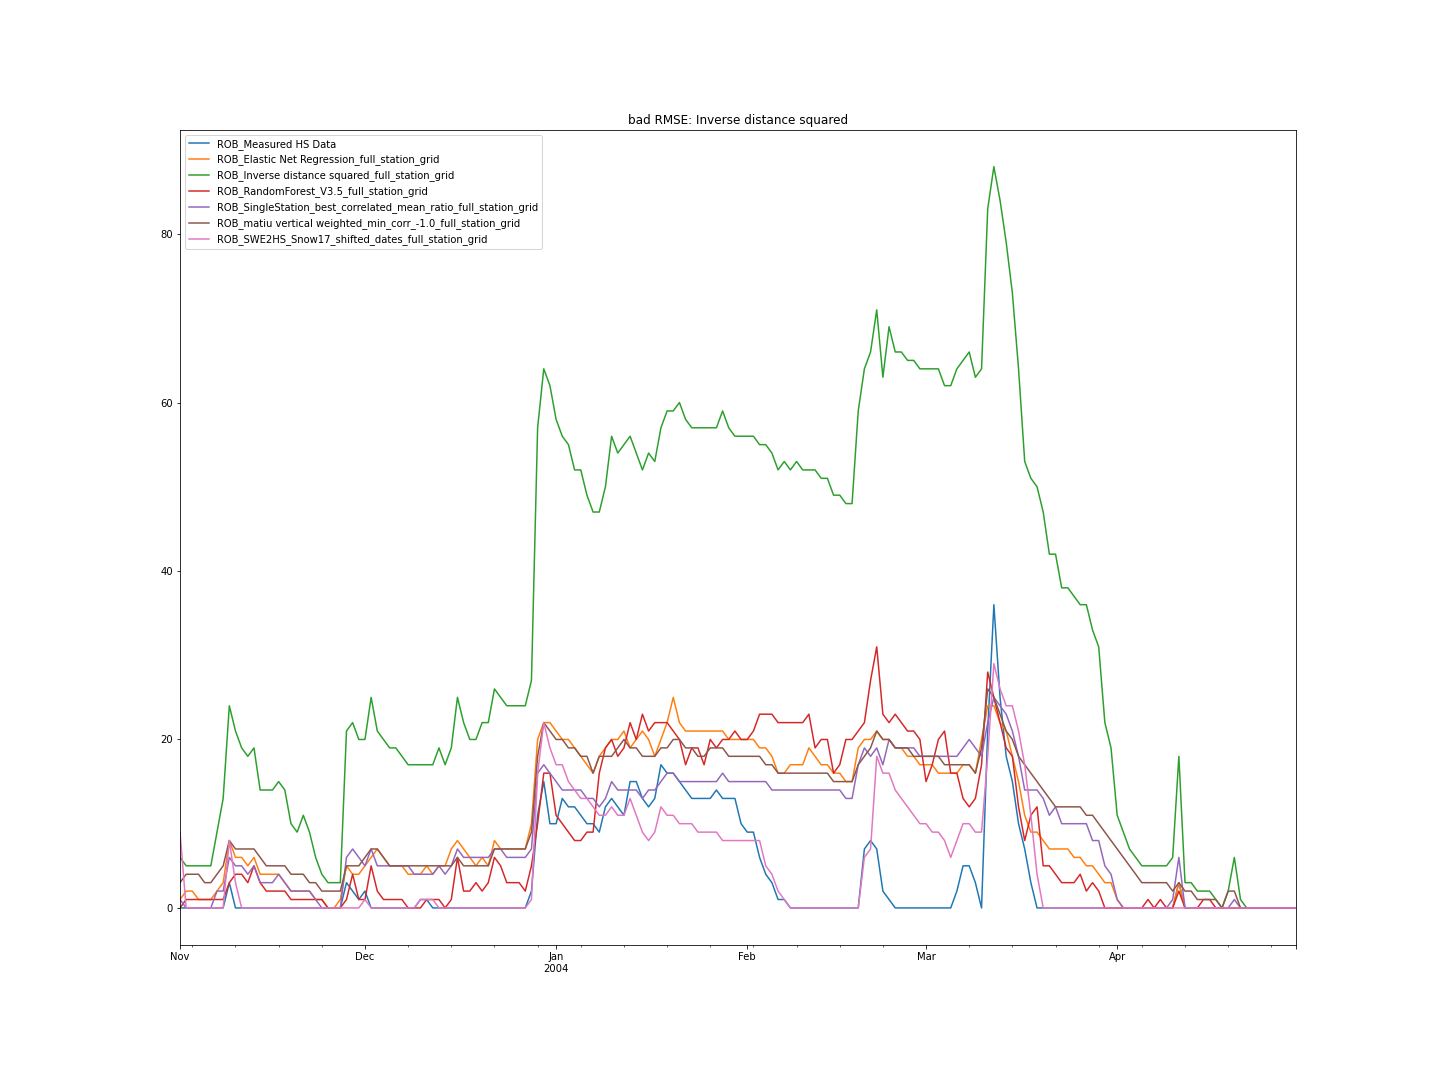 bad RMSE: Inverse distance squared
ROB_Measured HS Data
ROB_Elastic Net Regression_full_station_grid
ROB_Inverse distance squared_full_station_grid
ROB_RandomForest_V3.5_full_station_grid
ROB_SingleStation_best_correlated_mean_ratio_full_station_grid
ROB_matiu vertical weighted_min_corr_-1.0_full_station_grid
ROB_SWE2HS_Snow17_shifted_dates_full_station_grid
80
60
40
20
0
Nov Dec Jan Feb Mar Apr
2004